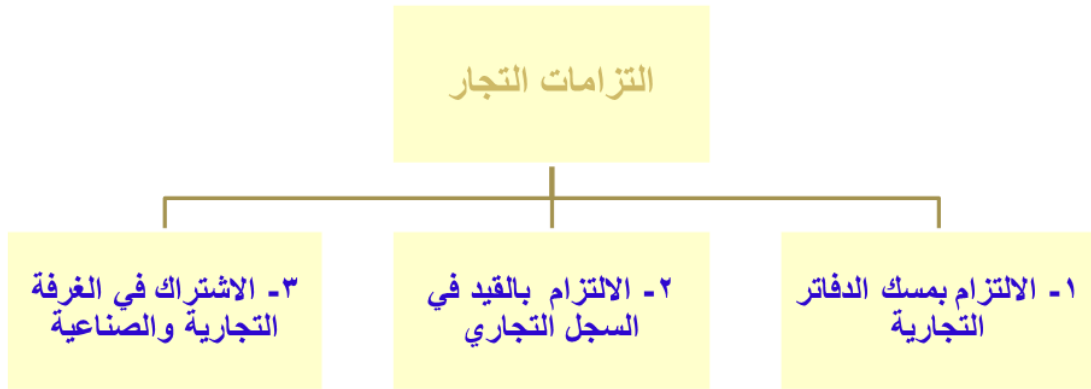 التزامات التجار
١- الالتزام بمسك الدفاتر
التجارية
٢- الالتزام بالقيد في
السجل التجاري
٣- الاشتراك في الغرفة
التجارية والصناعية